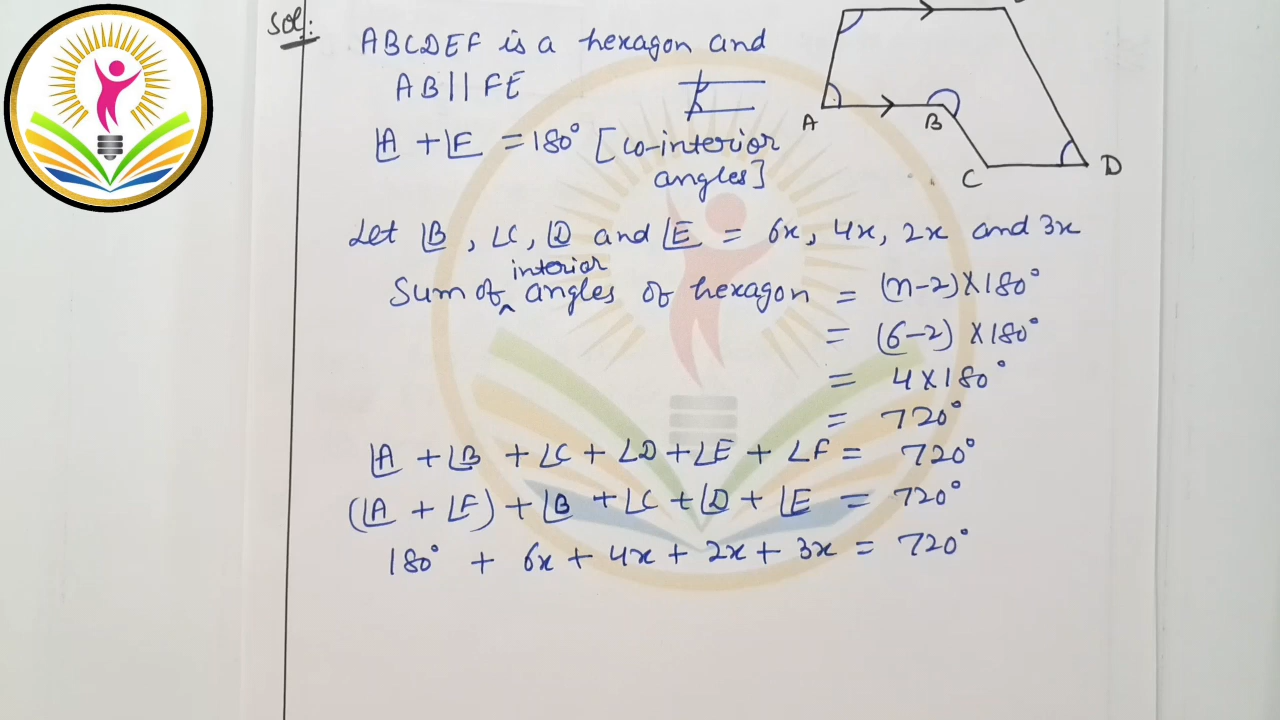 Sol:
ABCDEF is a hexagon and
AB || FE
∠A + ∠F = 180° [co-interior
angles]
A
B
C
D
Let ∠B, ∠C, ∠D and ∠E = 6x, 4x, 2x and 3x
Sum of interior angles of hexagon = (n-2)×180°
= (6-2) ×180°
= 4×180°
= 720°
∠A + ∠B + ∠C + ∠D + ∠E + ∠F = 720°
(∠A + ∠F) + ∠B + ∠C + ∠D + ∠E = 720°
180° + 6x + 4x + 2x + 3x = 720°